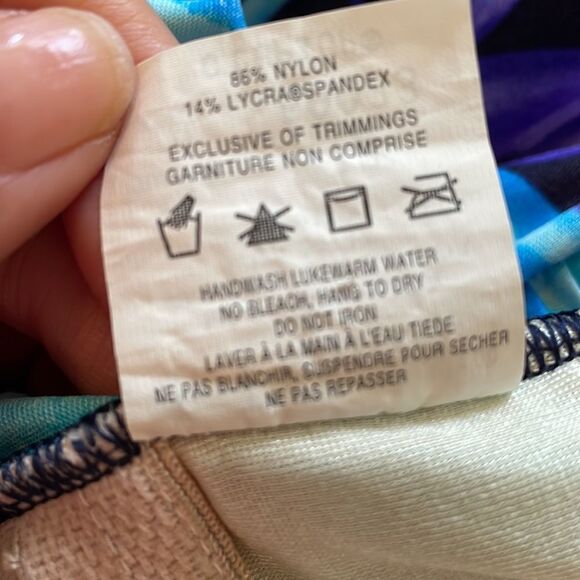 86% NYLON
14% LYCRA®SPANDEX
EXCLUSIVE OF TRIMMINGS
GARNITURE NON COMPRISE
HANDWASH LUKEWARM WATER
NO BLEACH, HANG TO DRY
DO NOT IRON
LAVER À LA MAIN À L'EAU TIEDE
NE PAS BLANCHIR, SUSPENDRE POUR SECHER
NE PAS REPASSER